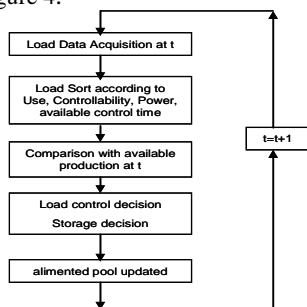 gure 4.
Load Data Acquisition at t
Load Sort according to
Use, Controllability, Power,
available control time
Comparison with available
production at t
Load control decision
Storage decision
alimented pool updated
t=t+1